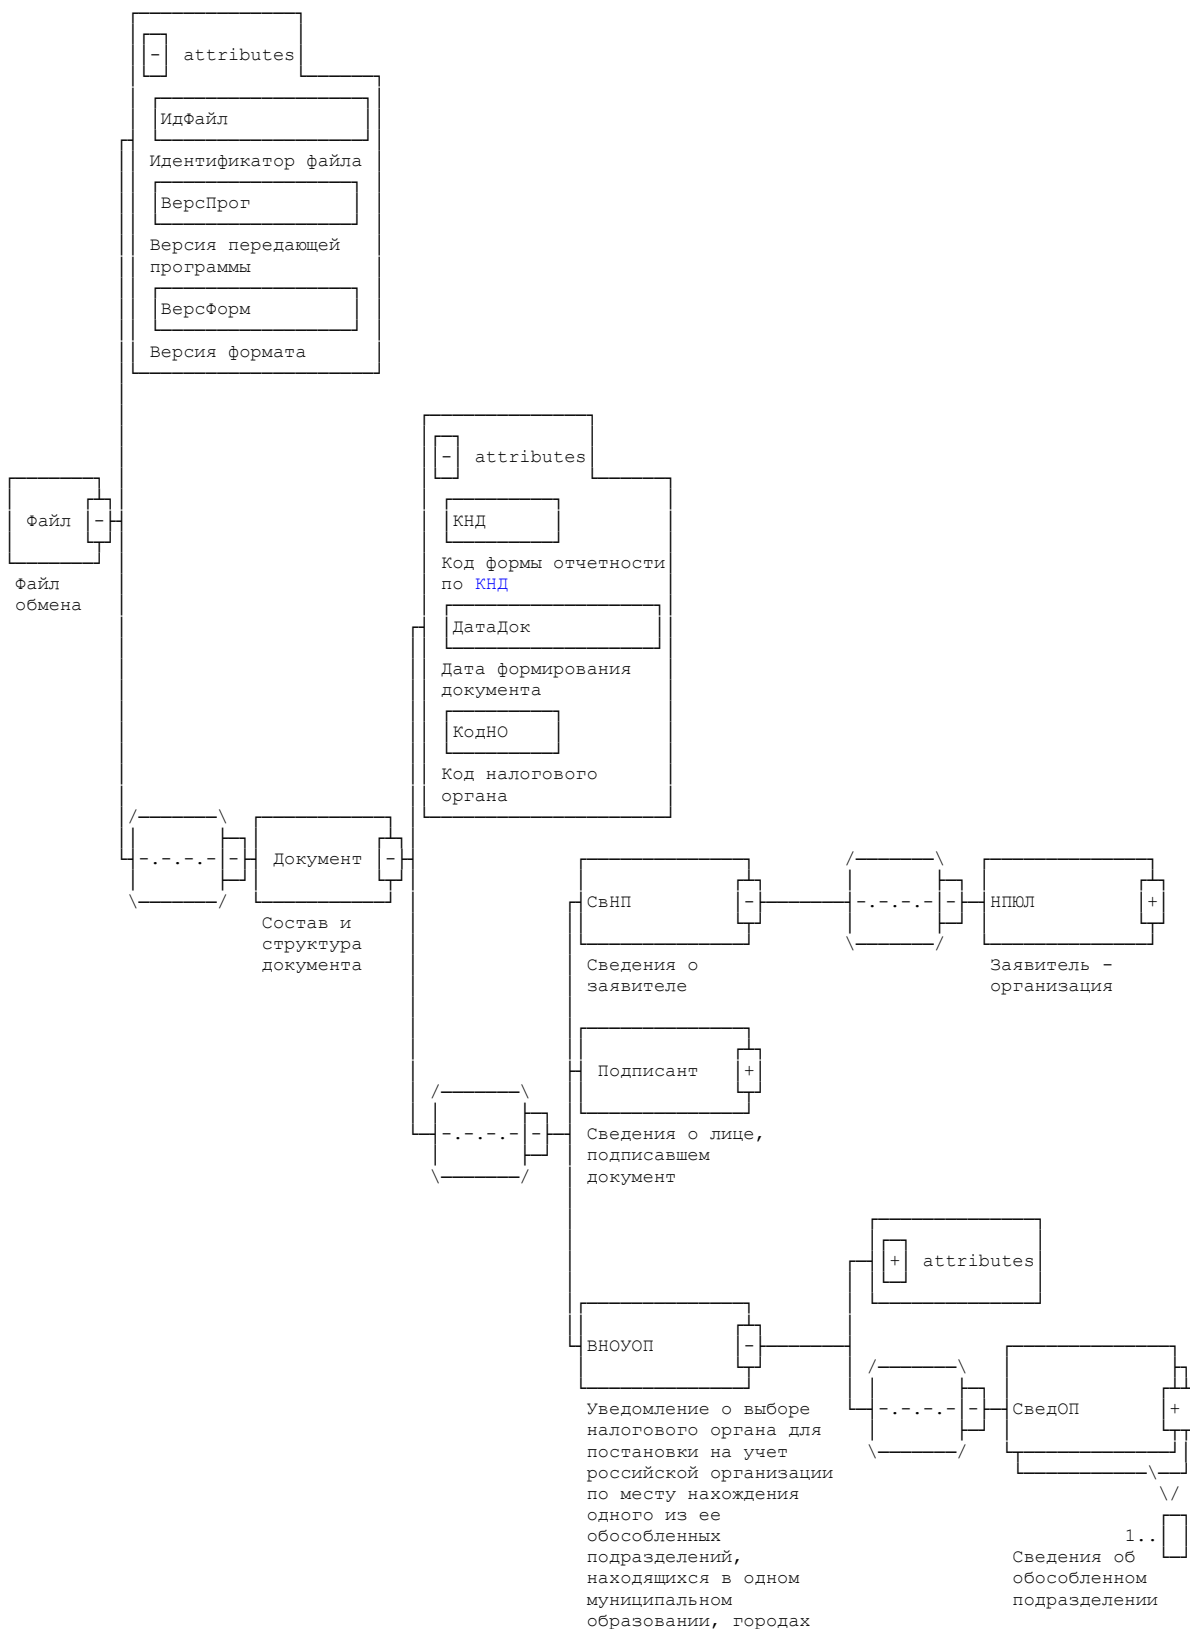 - attributes
ИдФайл
Идентификатор файла
ВерсПрог
Версия передающей
программы
ВерсФорм
Версия формата
- attributes
КНД
Код формы отчетности
по КНД
ДатаДок
Дата формирования
документа
КодНО
Код налогового
органа
Файл -
Файл
обмена
-.-.-.- -
Документ -
Состав и
структура
документа
СвНП -
Сведения о
заявителе
-.-.-.- -
НПЮЛ +
Заявитель -
организация
Подписант +
Сведения о лице,
подписавшем
документ
-.-.-.- -
+ attributes
ВНОУОП -
Уведомление о выборе
налогового органа для
постановки на учет
российской организации
по месту нахождения
одного из ее
обособленных
подразделений,
находящихся в одном
муниципальном
образовании, городах
-.-.-.- -
СведОП +
1..
Сведения об
обособленном
подразделении